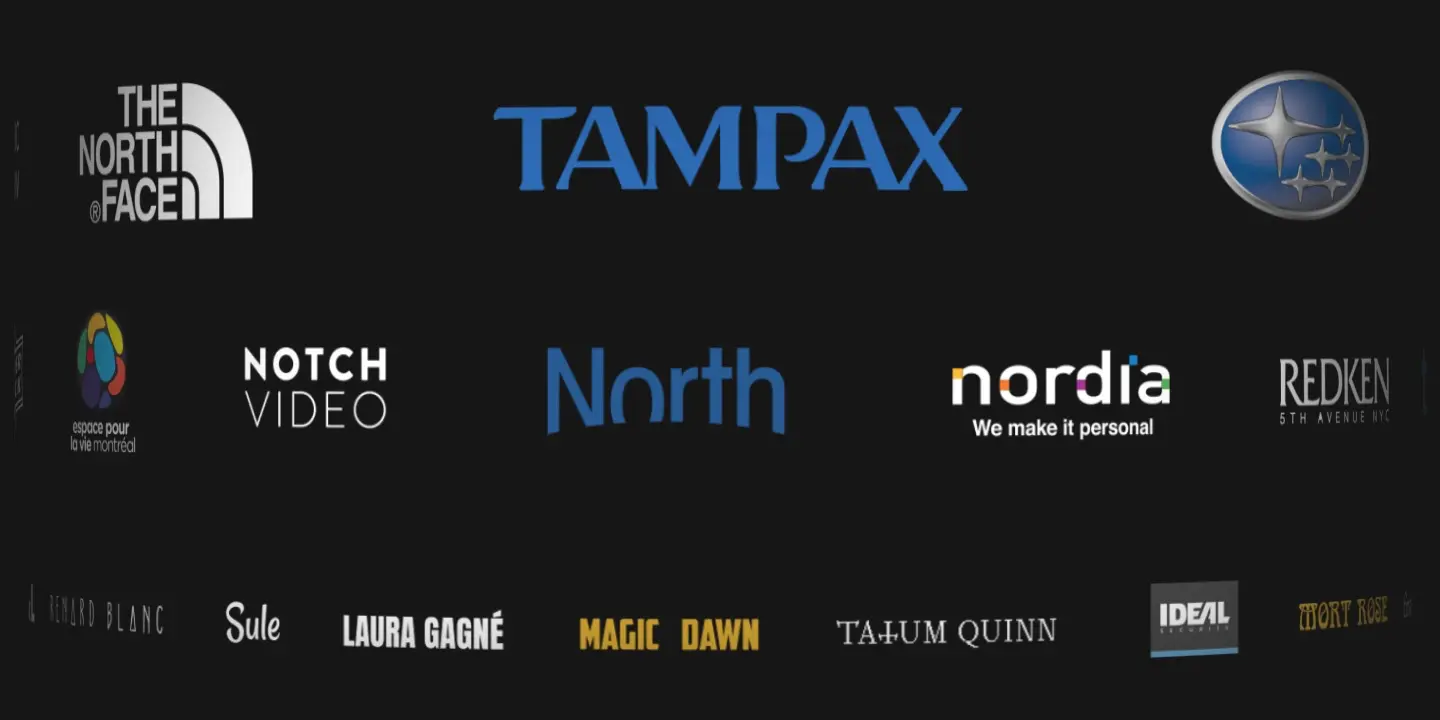 THE
NORTH
®FACE
TAMPAX
espace pour
la vie montréal
NOTCH
VIDEO
North
nordia
We make it personal
REDKEN
5TH AVENUE NYC
RENARD BLANC
Sule
LAURA GAGNÉ
MAGIC DAWN
TATUM QUINN
IDEAL
SECURITY
MORT ROSE